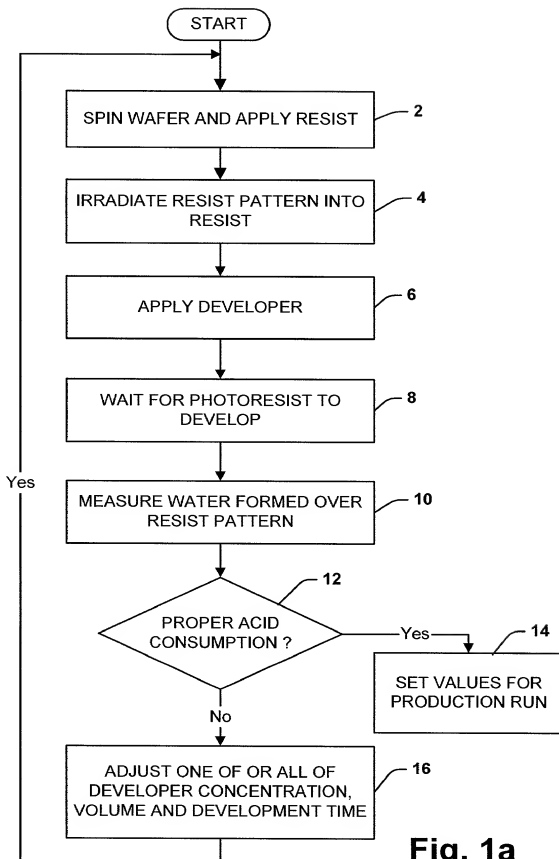 START
SPIN WAFER AND APPLY RESIST
2
IRRADIATE RESIST PATTERN INTO
RESIST
4
APPLY DEVELOPER
6
WAIT FOR PHOTORESIST TO
DEVELOP
8
Yes
MEASURE WATER FORMED OVER
RESIST PATTERN
10
12
PROPER ACID
CONSUMPTION ?
Yes
14
SET VALUES FOR
PRODUCTION RUN
No
ADJUST ONE OF OR ALL OF
DEVELOPER CONCENTRATION,
VOLUME AND DEVELOPMENT TIME
16
Fig. 1a